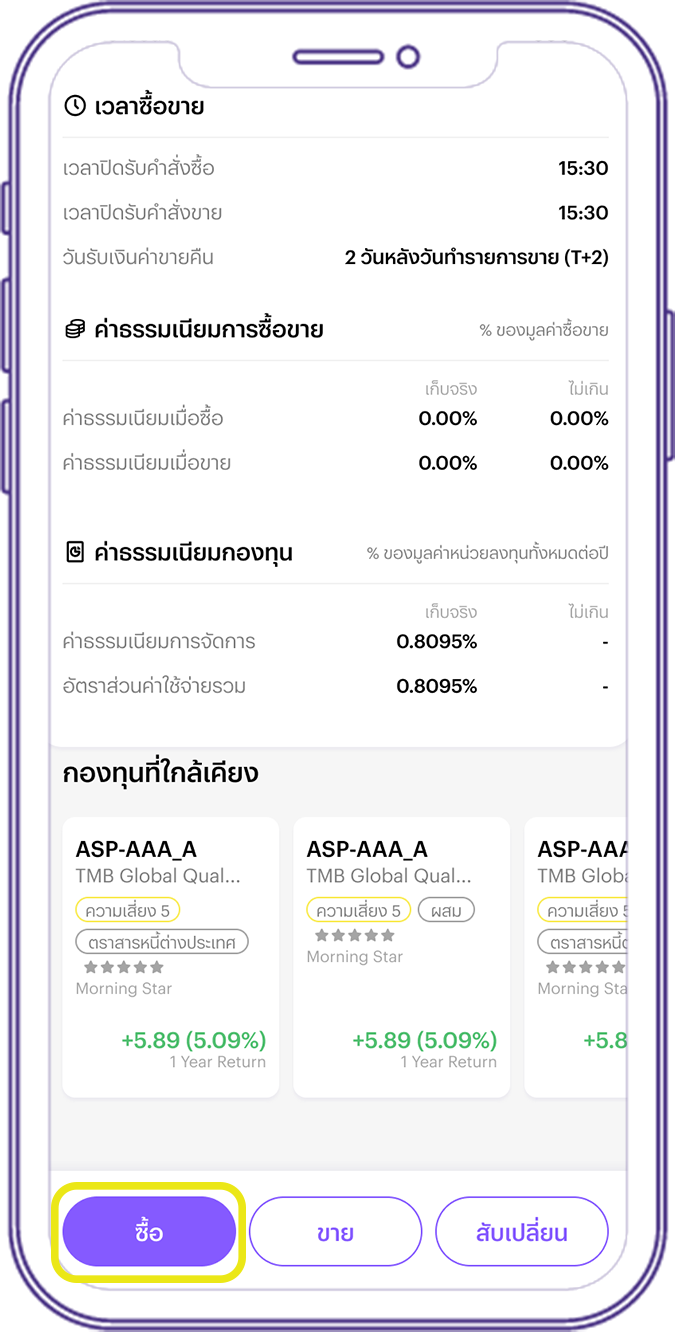 เวลาซื้อขาย
เวลาปิดรับคำสั่งซื้อ 15:30
เวลาปิดรับคำสั่งขาย 15:30
วันรับเงินค่าขายคืน 2 วันหลังวันทำรายการขาย (T+2)
ค่าธรรมเนียมการซื้อขาย % ของมูลค่าซื้อขาย
เก็บจริง ไม่เกิน
ค่าธรรมเนียมเมื่อซื้อ 0.00% 0.00%
ค่าธรรมเนียมเมื่อขาย 0.00% 0.00%
ค่าธรรมเนียมกองทุน % ของมูลค่าหน่วยลงทุนทั้งหมดต่อปี
เก็บจริง ไม่เกิน
ค่าธรรมเนียมการจัดการ 0.8095% -
อัตราส่วนค่าใช้จ่ายรวม 0.8095% -
กองทุนที่ใกล้เคียง
ASP-AAA_A
TMB Global Qual...
ความเสี่ยง 5
ตราสารหนี้ต่างประเทศ
Morning Star
+5.89 (5.09%)
1 Year Return
ASP-AAA_A
TMB Global Qual...
ความเสี่ยง 5 ผสม
Morning Star
+5.89 (5.09%)
1 Year Return
ASP-AAA
TMB Globa
ความเสี่ยง 5
ตราสารหนี้
Morning Sta
+5.8
ซื้อ ขาย สับเปลี่ยน